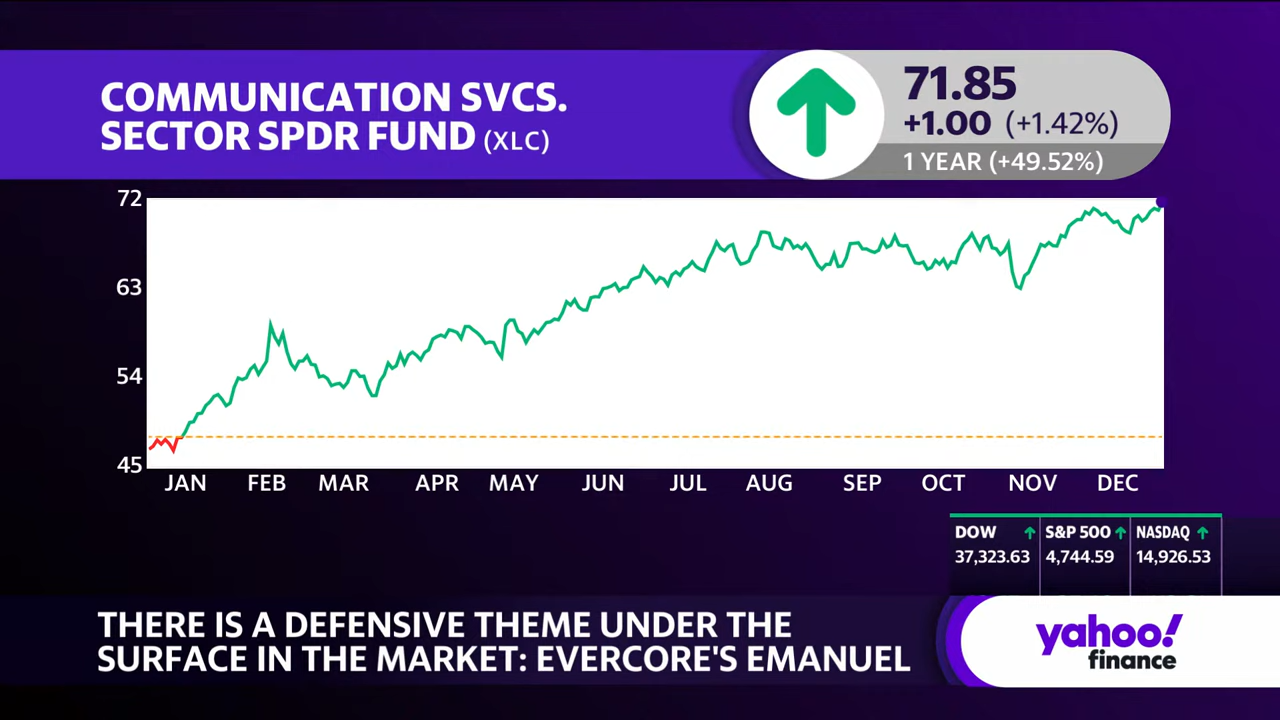 COMMUNICATION SVCS.
SECTOR SPDR FUND (XLC)
71.85
+1.00 (+1.42%)
1 YEAR (+49.52%)
72
63
54
45
JAN FEB MAR APR MAY JUN JUL AUG SEP OCT NOV DEC
DOW S&P 500 NASDAQ
37,323.63 4,744.59 14,926.53
THERE IS A DEFENSIVE THEME UNDER THE
SURFACE IN THE MARKET: EVERCORE'S EMANUEL
yahoo!
finance